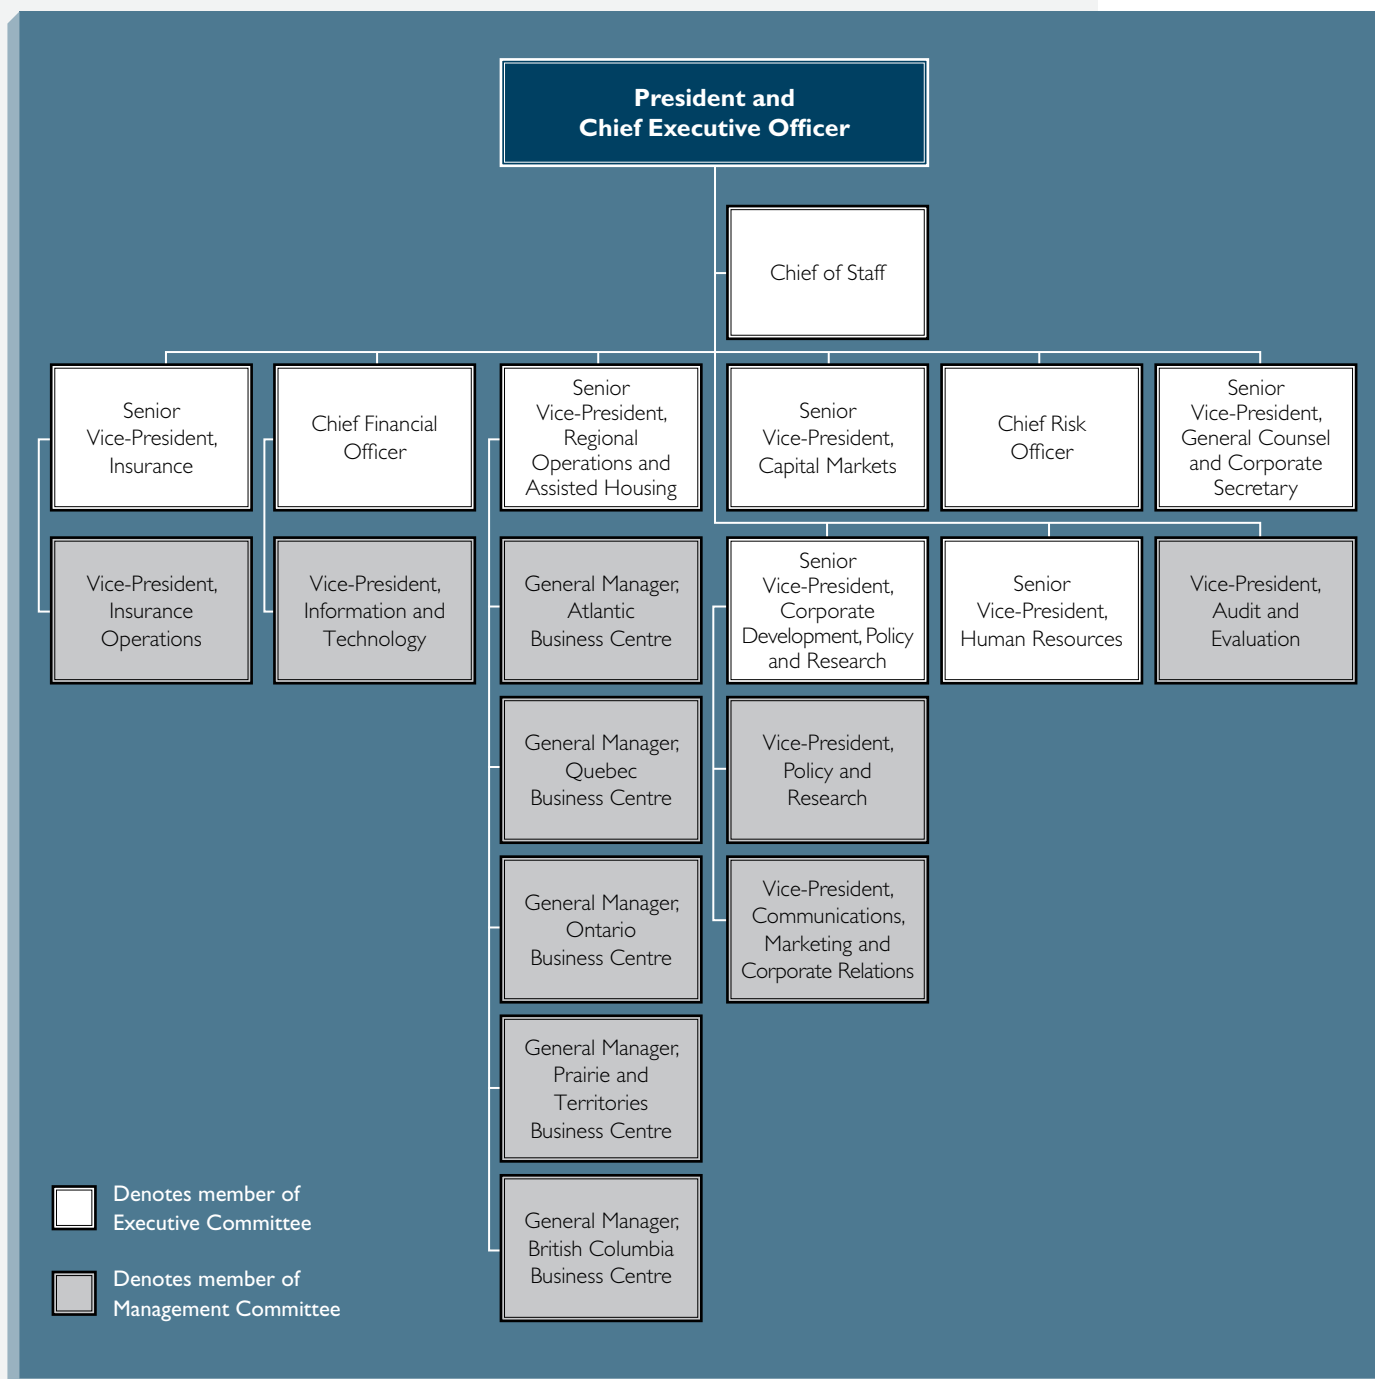 President and
Chief Executive Officer
Chief of Staff
Senior
Vice-President,
Insurance
Chief Financial
Officer
Senior
Vice-President,
Regional
Operations and
Assisted Housing
Senior
Vice-President,
Capital Markets
Chief Risk
Officer
Senior
Vice-President,
General Counsel
and Corporate
Secretary
Vice-President,
Insurance
Operations
Vice-President,
Information and
Technology
General Manager,
Atlantic
Business Centre
Senior
Vice-President,
Corporate
Development, Policy
and Research
Senior
Vice-President,
Human Resources
Vice-President,
Audit and
Evaluation
General Manager,
Quebec
Business Centre
Vice-President,
Policy and
Research
General Manager,
Ontario
Business Centre
Vice-President,
Communications,
Marketing and
Corporate Relations
General Manager,
Prairie and
Territories
Business Centre
General Manager,
British Columbia
Business Centre
Denotes member of
Executive Committee
Denotes member of
Management Committee